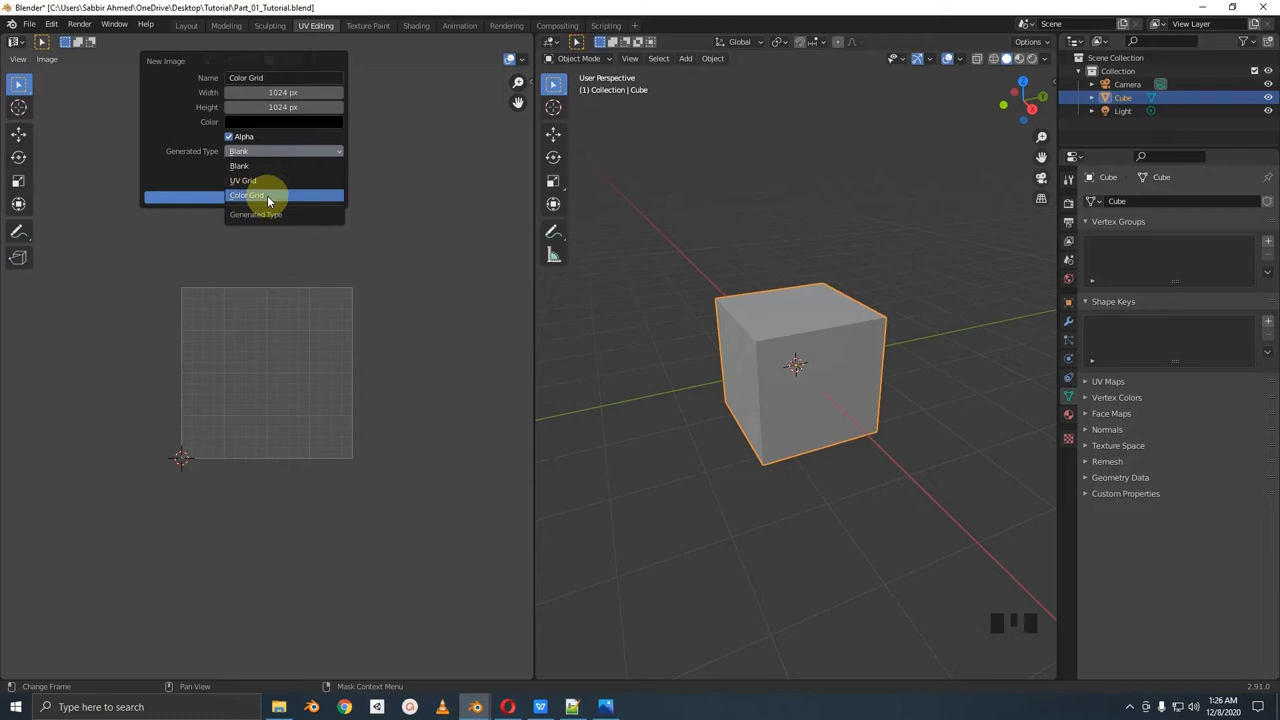 Blender* [C:\Users\Sabbir Ahmed\OneDrive\Desktop\Tutorial\Part_01_Tutorial.blend]
File Edit Render Window Help Layout Modeling Sculpting UV Editing Texture Paint Shading Animation Rendering Compositing Scripting + Scene View Layer
Global Options
View Image
Object Mode View Select Add Object
New Image
Name Color Grid
Width 1024 px
Height 1024 px
Color
Alpha
Generated Type Blank
Blank
UV Grid
Color Grid
Generated Type
User Perspective
(1) Collection | Cube
X
Y
Z
Scene Collection
Collection
Camera
Cube
Light
Cube Cube
Cube
Vertex Groups
Shape Keys
UV Maps
Vertex Colors
Face Maps
Normals
Texture Space
Remesh
Geometry Data
Custom Properties
Change Frame Pan View Mask Context Menu 2.91.0
Type here to search
1:26 AM
12/8/2020